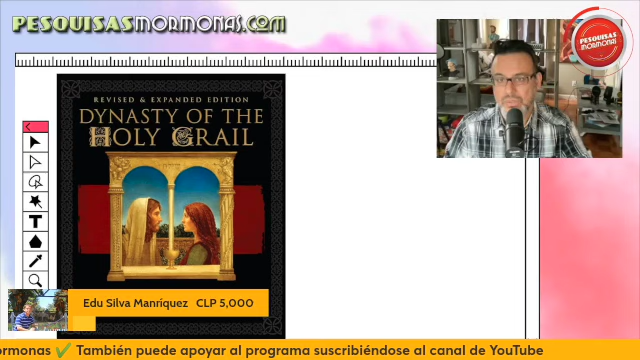 PESQUISASMORMONAS.COM
PESQUISAS
MORMONAS
REVISED & EXPANDED EDITION
DYNASTY OF THE
HOLY GRAIL
T
Edu Silva Manríquez CLP 5,000
ormonas ✔ También puede apoyar al programa suscribiéndose al canal de YouTube